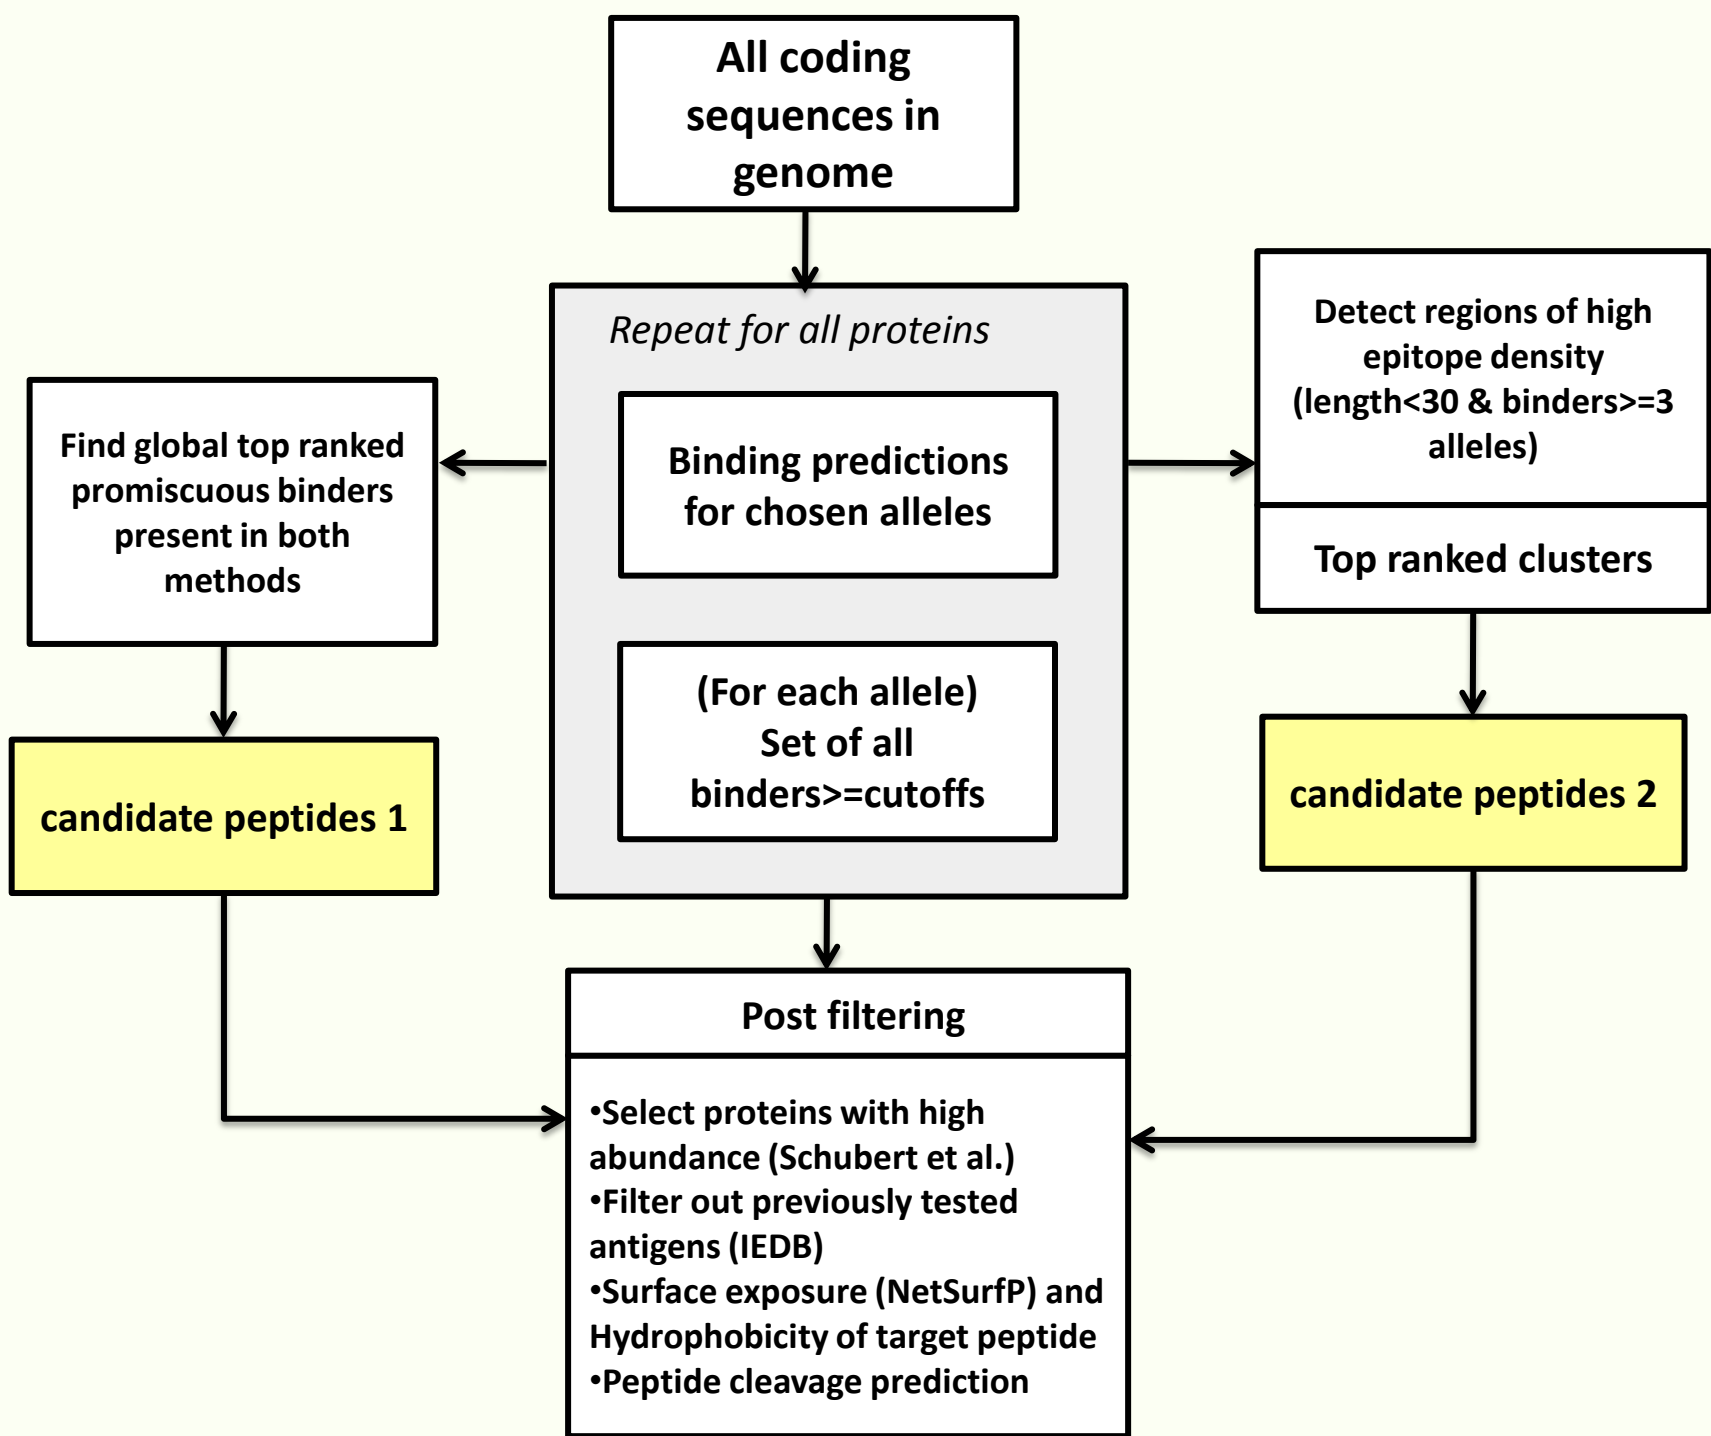 All coding
sequences in
genome
Repeat for all proteins
Binding predictions
for chosen alleles
(For each allele)
Set of all
binders>=cutoffs
Find global top ranked
promiscuous binders
present in both
methods
candidate peptides 1
Detect regions of high
epitope density
(length<30 & binders>=3
alleles)
Top ranked clusters
candidate peptides 2
Post filtering
•Select proteins with high
abundance (Schubert et al.)
•Filter out previously tested
antigens (IEDB)
•Surface exposure (NetSurfP) and
Hydrophobicity of target peptide
•Peptide cleavage prediction